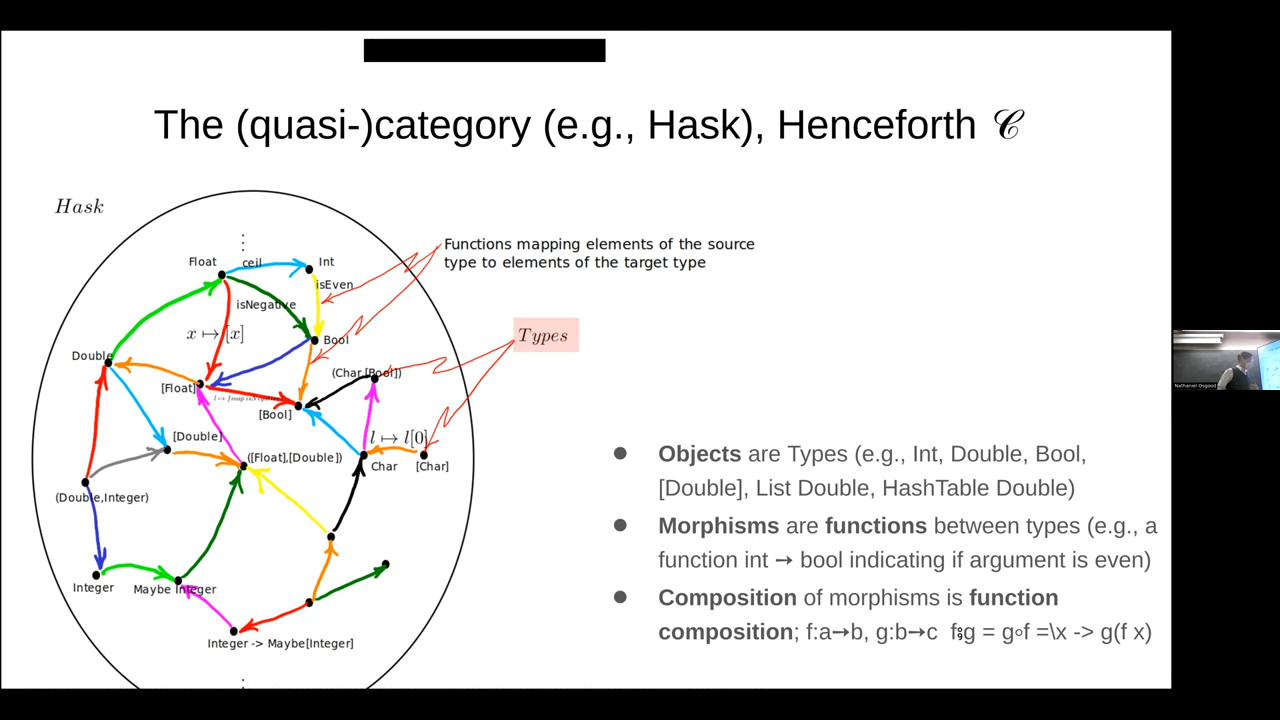 The (quasi-)category (e.g., Hask), Henceforth 𝒞
Hask
Functions mapping elements of the source
type to elements of the target type
Float
ceil
Int
isEven
isNegative
x ↦ [x]
Bool
Types
Double
(Char,[Bool])
[Float]
[Bool]
[Double]
l ↦ l[0]
([Float],[Double])
Char
[Char]
(Double,Integer)
Integer
Maybe Integer
Integer -> Maybe[Integer]
● Objects are Types (e.g., Int, Double, Bool,
[Double], List Double, HashTable Double)
● Morphisms are functions between types (e.g., a
function int → bool indicating if argument is even)
● Composition of morphisms is function
composition; f:a→b, g:b→c f⨟g = g∘f =\x -> g(f x)
Nathaniel Osgood